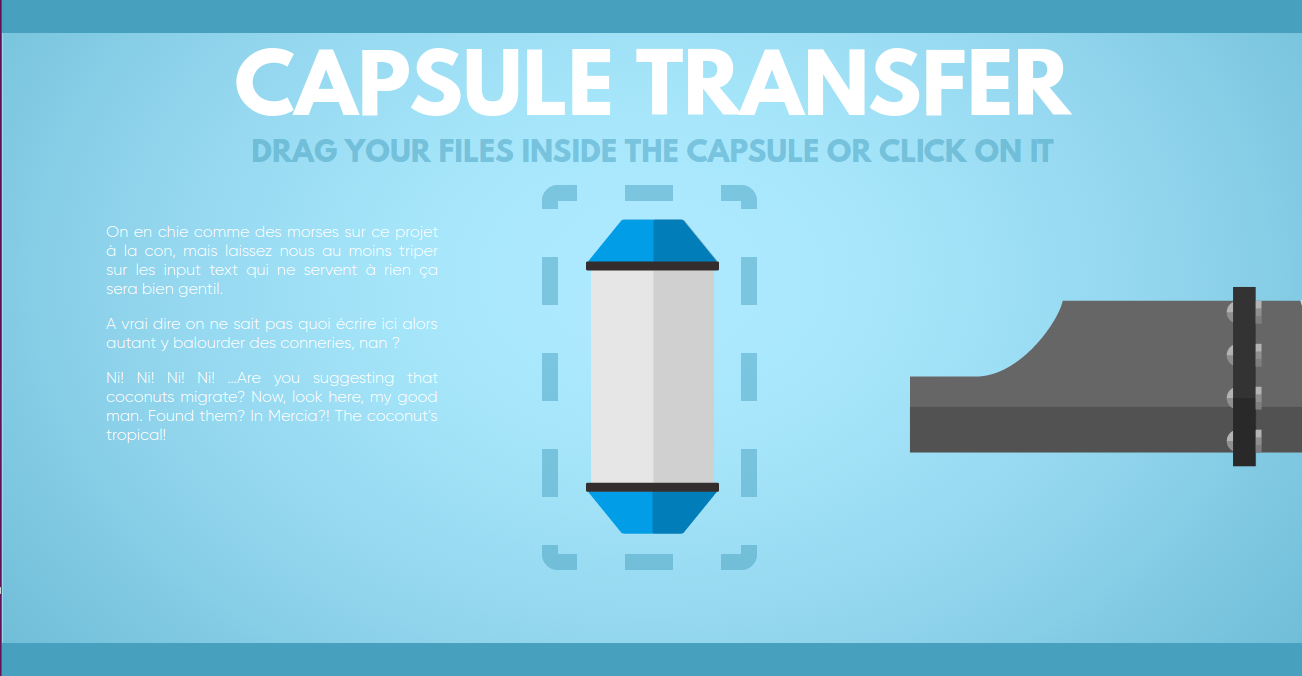 CAPSULE TRANSFER
DRAG YOUR FILES INSIDE THE CAPSULE OR CLICK ON IT
On en chie comme des morses sur ce projet
à la con, mais laissez nous au moins triper
sur les input text qui ne servent à rien ça
sera bien gentil.
A vrai dire on ne sait pas quoi écrire ici alors
autant y balourder des conneries, nan ?
Ni! Ni! Ni! Ni! ...Are you suggesting that
coconuts migrate? Now, look here, my good
man. Found them? In Mercia?! The coconut's
tropical!